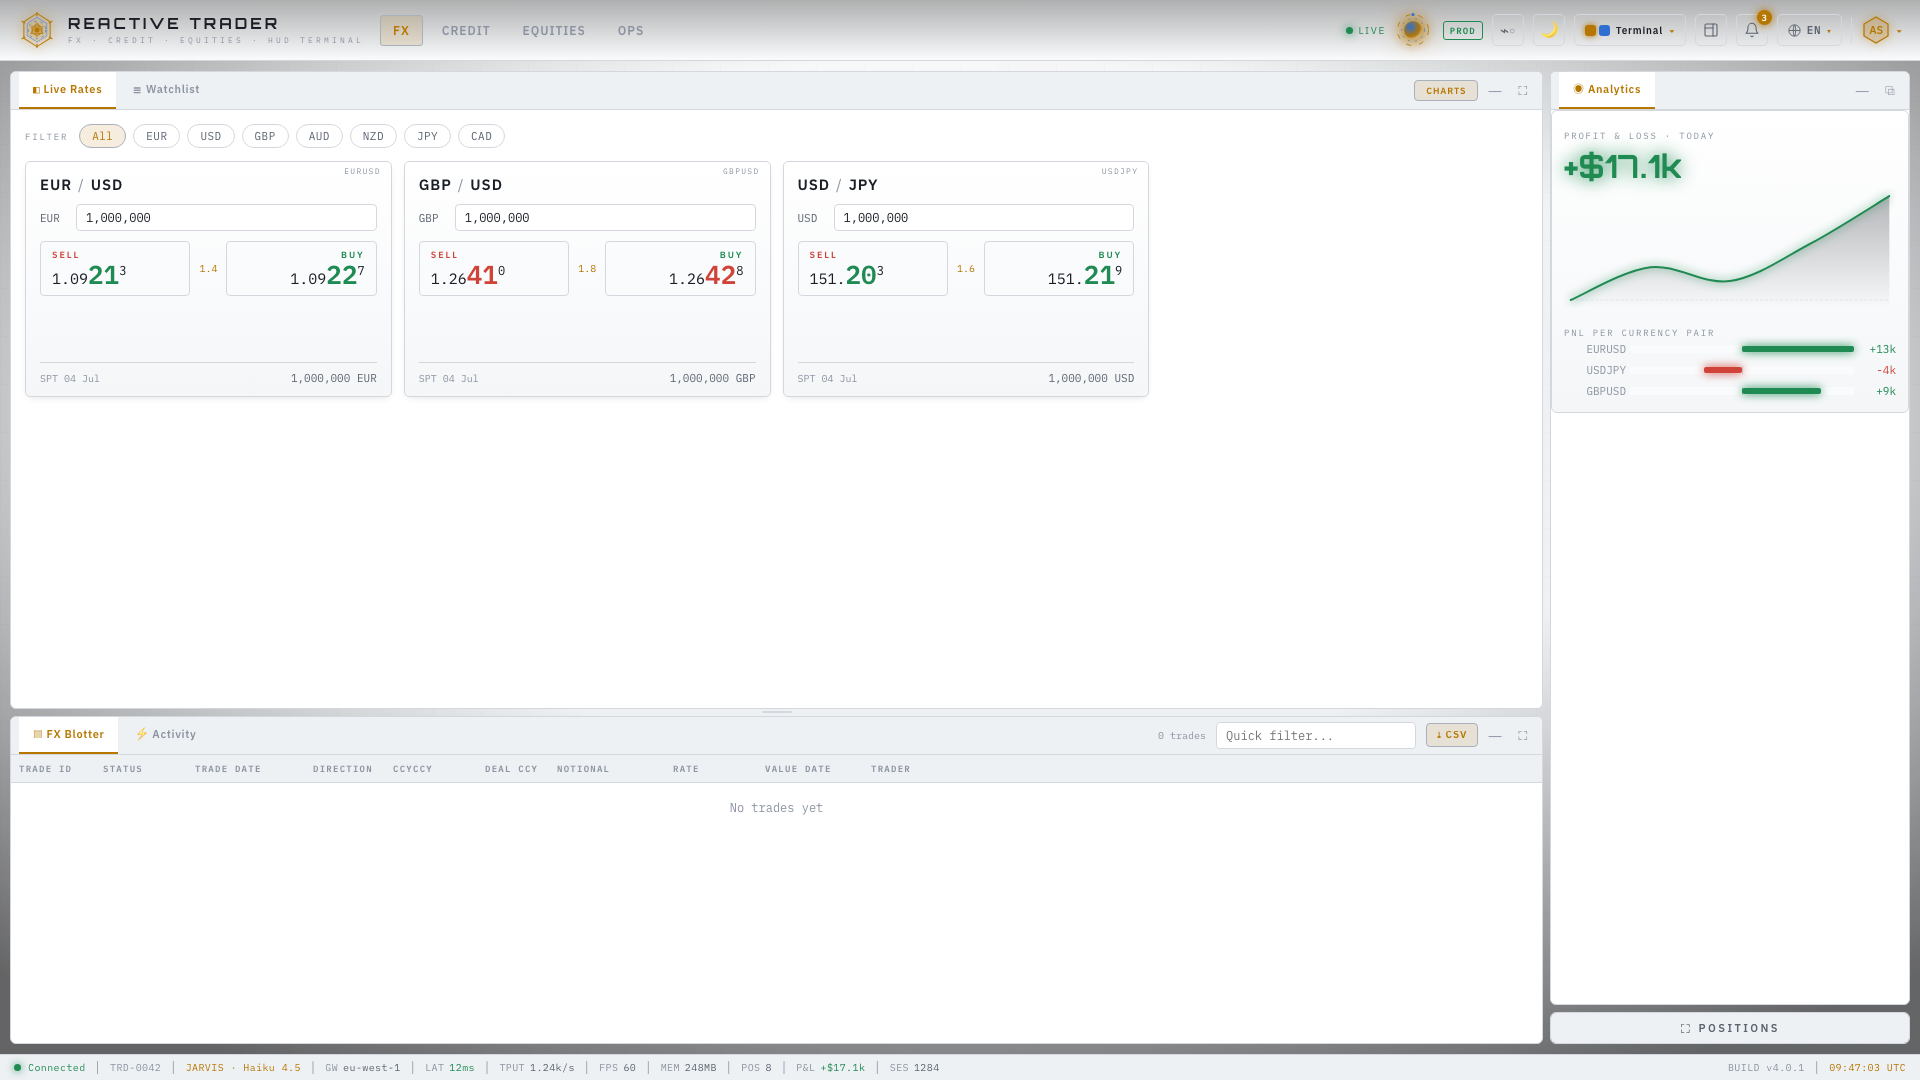 REACTIVE TRADER
FX · CREDIT · EQUITIES · HUD TERMINAL
FX CREDIT EQUITIES OPS
LIVE PROD Terminal 3 EN AS
Live Rates Watchlist CHARTS
FILTER All EUR USD GBP AUD NZD JPY CAD
EURUSD
EUR / USD
EUR 1,000,000
SELL 1.09213
1.4
BUY 1.09227
SPT 04 Jul 1,000,000 EUR
GBPUSD
GBP / USD
GBP 1,000,000
SELL 1.26410
1.8
BUY 1.26428
SPT 04 Jul 1,000,000 GBP
USDJPY
USD / JPY
USD 1,000,000
SELL 151.203
1.6
BUY 151.219
SPT 04 Jul 1,000,000 USD
Analytics
PROFIT & LOSS · TODAY
+$17.1k
PNL PER CURRENCY PAIR
EURUSD +13k
USDJPY -4k
GBPUSD +9k
FX Blotter Activity 0 trades Quick filter... ↓ CSV
TRADE ID STATUS TRADE DATE DIRECTION CCYCCY DEAL CCY NOTIONAL RATE VALUE DATE TRADER
No trades yet
POSITIONS
Connected TRD-0042 JARVIS · Haiku 4.5 GW eu-west-1 LAT 12ms TPUT 1.24k/s FPS 60 MEM 248MB POS 8 P&L +$17.1k SES 1284 BUILD v4.0.1 09:47:03 UTC